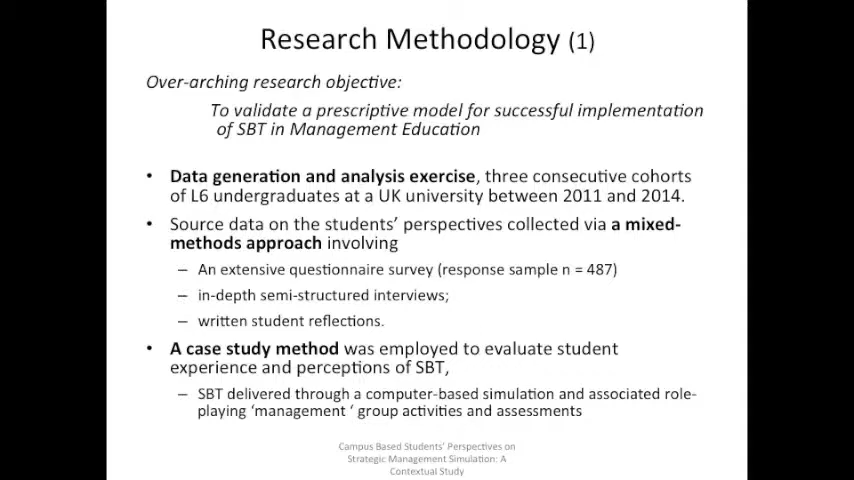 Research Methodology (1)
Over-arching research objective:
To validate a prescriptive model for successful implementation
of SBT in Management Education
• Data generation and analysis exercise, three consecutive cohorts
of L6 undergraduates at a UK university between 2011 and 2014.
• Source data on the students' perspectives collected via a mixed-
methods approach involving
– An extensive questionnaire survey (response sample n = 487)
– in-depth semi-structured interviews;
– written student reflections.
• A case study method was employed to evaluate student
experience and perceptions of SBT,
– SBT delivered through a computer-based simulation and associated role-
playing 'management ' group activities and assessments
Campus Based Students' Perspectives on
Strategic Management Simulation: A
Contextual Study